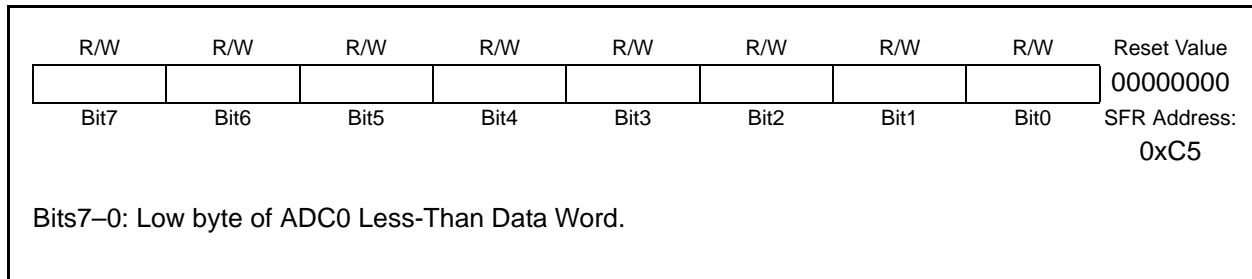 R/W R/W R/W R/W R/W R/W R/W R/W Reset Value
00000000
Bit7 Bit6 Bit5 Bit4 Bit3 Bit2 Bit1 Bit0 SFR Address:
0xC5
Bits7–0: Low byte of ADC0 Less-Than Data Word.